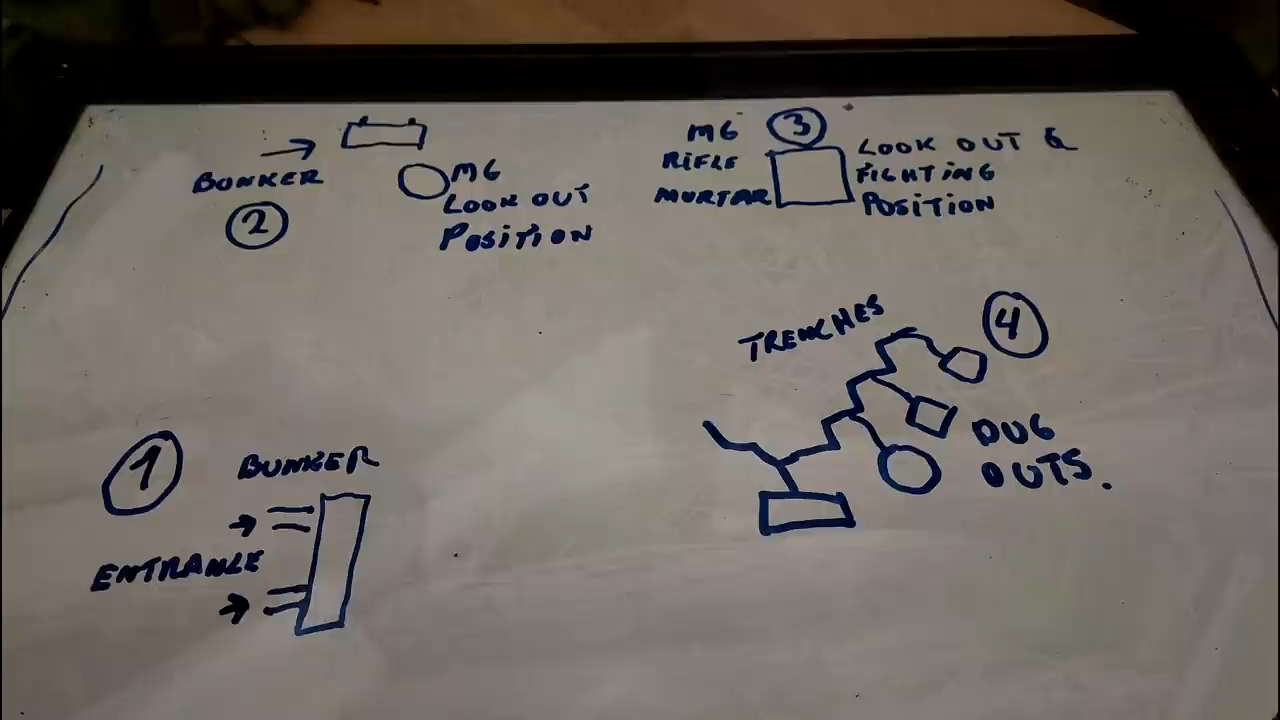 BUNKER
2
MG
LOOK OUT
POSITION
MG
RIFLE
MORTAR
3
LOOK OUT &
FIGHTING
POSITION
TRENCHES
4
DUG
OUTS.
1
BUNKER
ENTRANCE